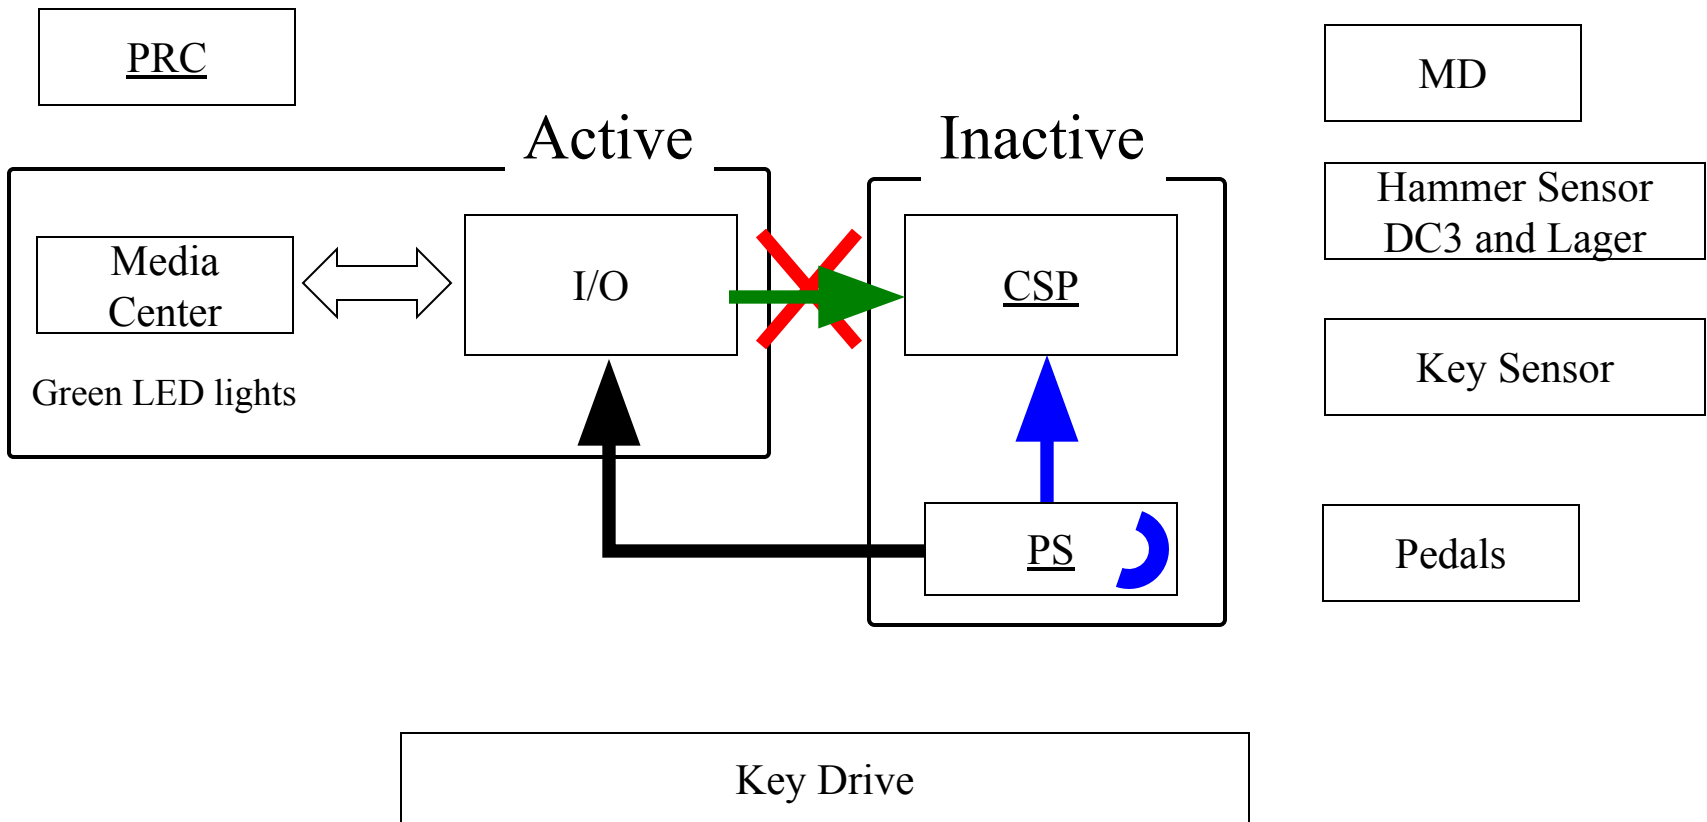 PRC
MD
Active
Inactive
Hammer Sensor
DC3 and Lager
Media
Center
I/O
CSP
Key Sensor
Green LED lights
PS
Pedals
Key Drive